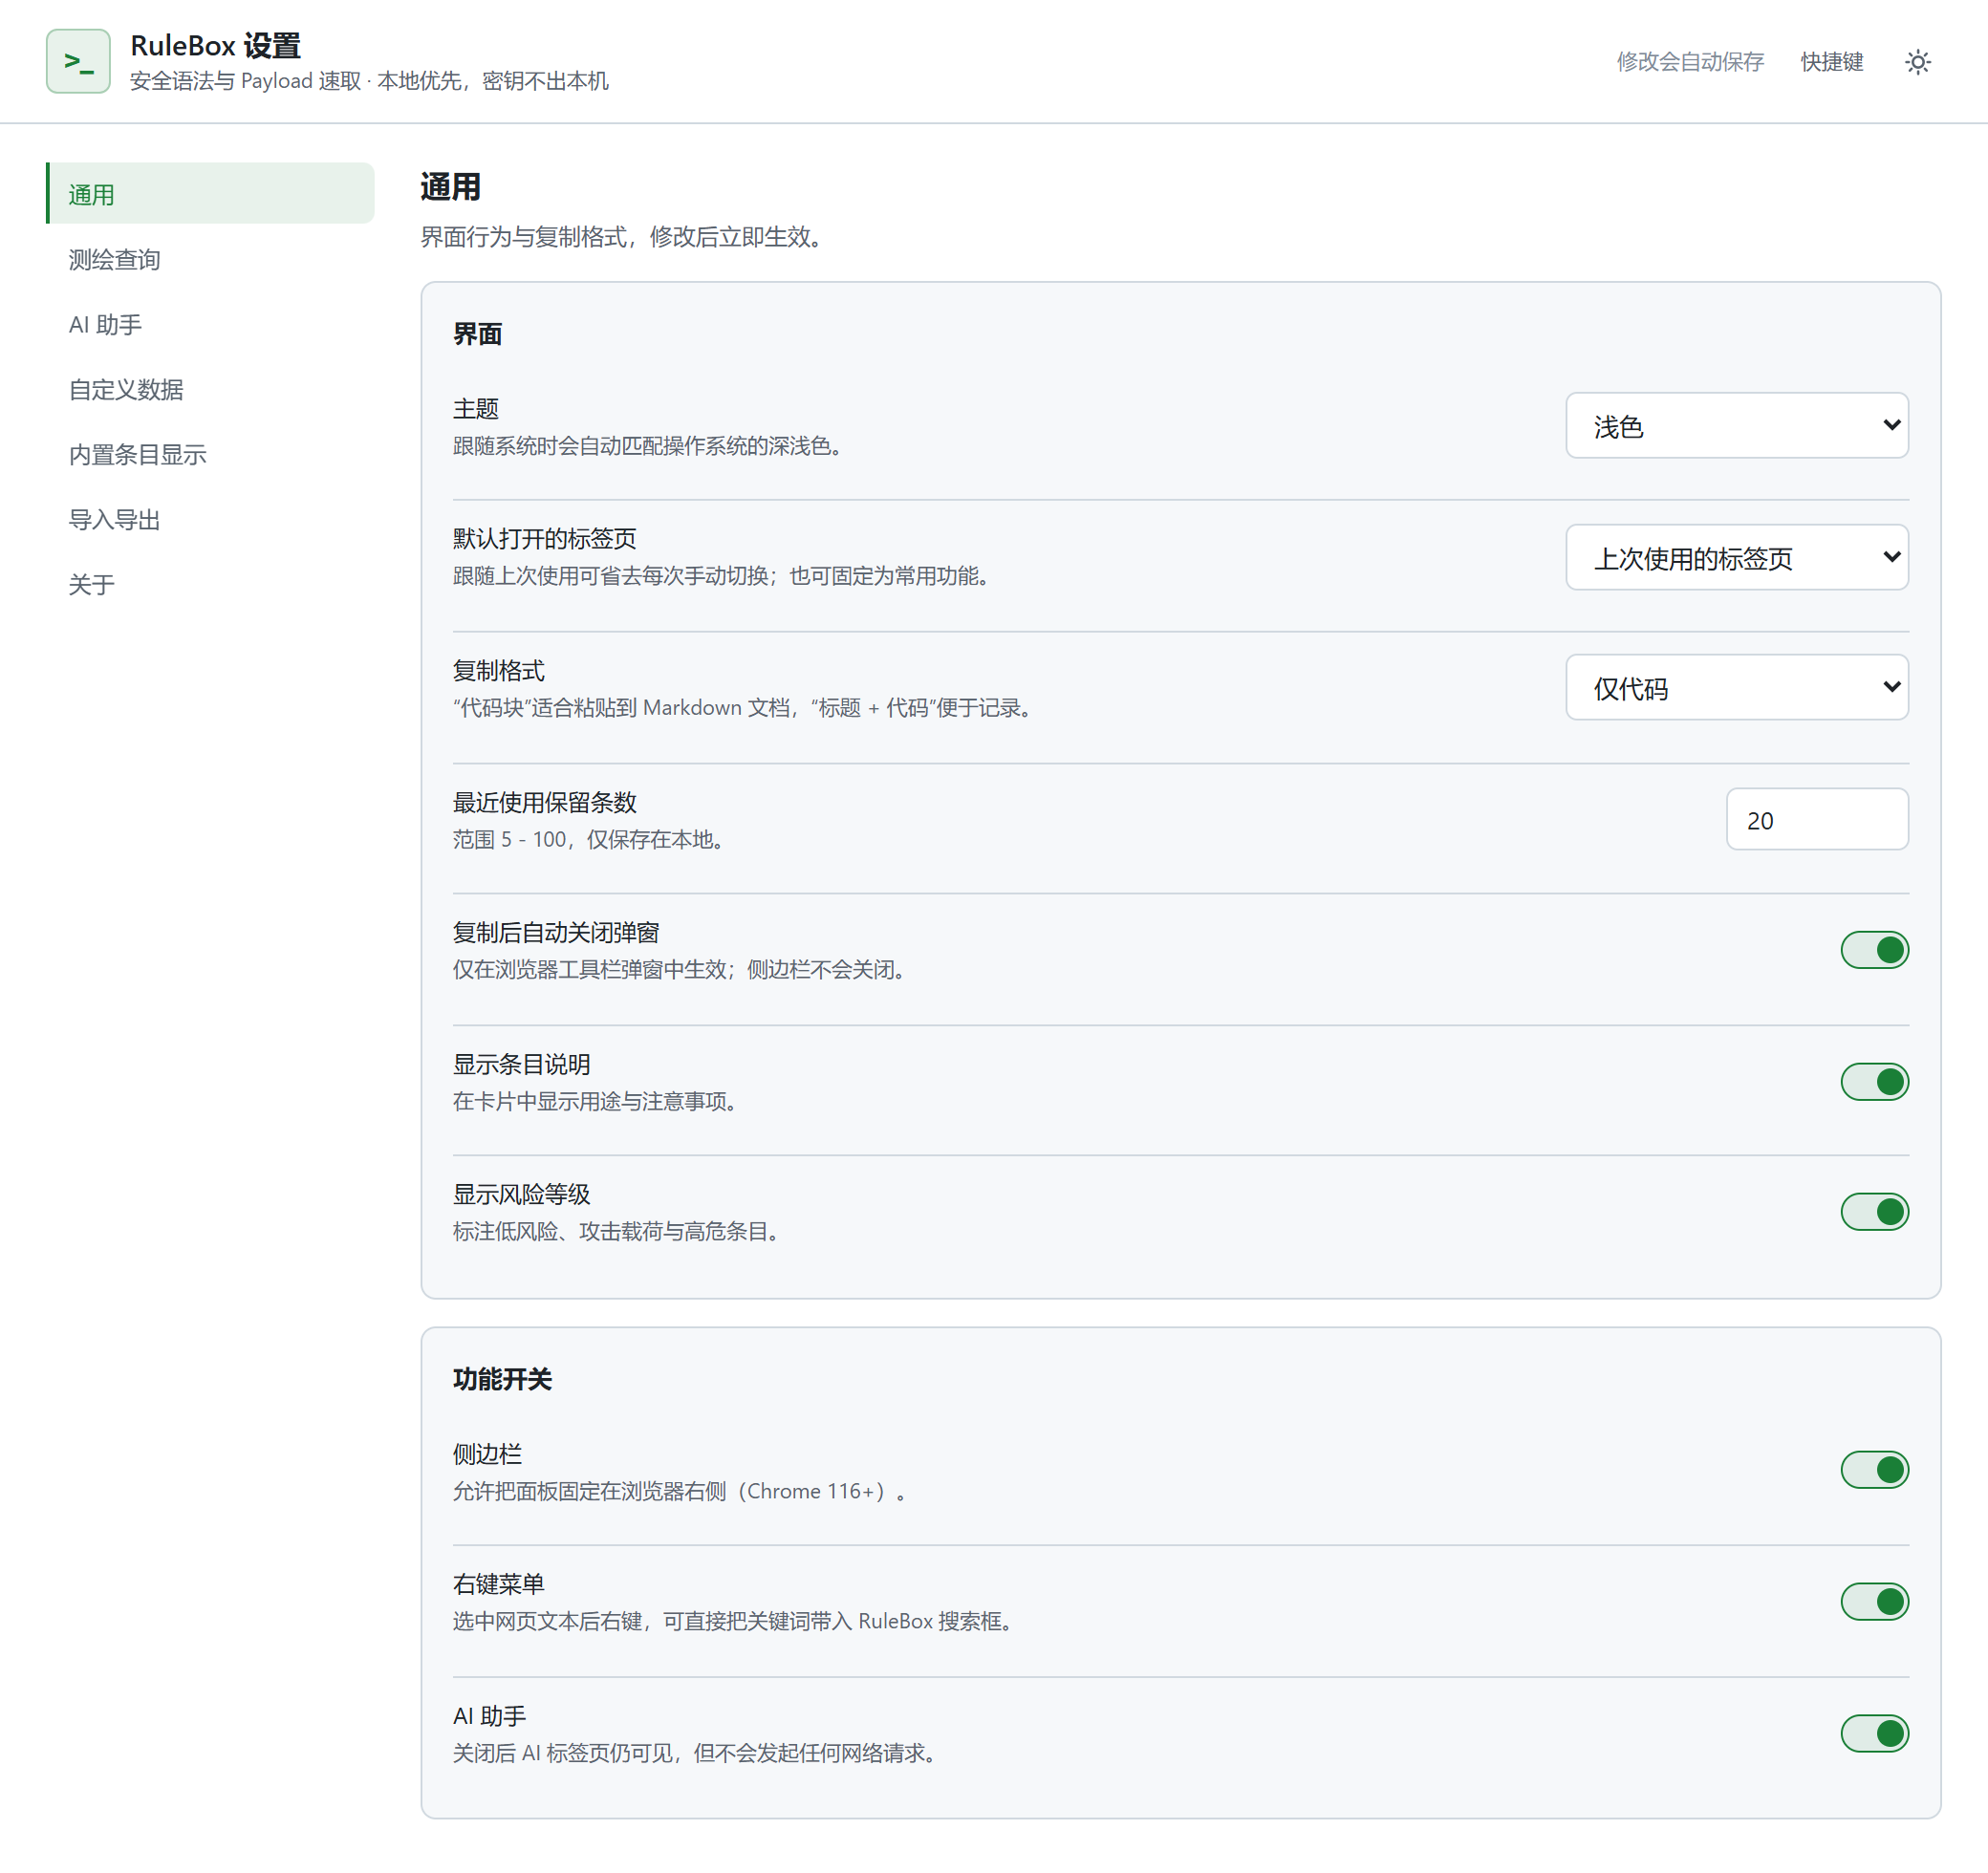 >_
RuleBox 设置
安全语法与 Payload 速取 · 本地优先，密钥不出本机
修改会自动保存
快捷键
通用
测绘查询
AI 助手
自定义数据
内置条目显示
导入导出
关于
通用
界面行为与复制格式，修改后立即生效。
界面
主题
跟随系统时会自动匹配操作系统的深浅色。
浅色
默认打开的标签页
跟随上次使用可省去每次手动切换；也可固定为常用功能。
上次使用的标签页
复制格式
“代码块”适合粘贴到 Markdown 文档，“标题 + 代码”便于记录。
仅代码
最近使用保留条数
范围 5 - 100，仅保存在本地。
20
复制后自动关闭弹窗
仅在浏览器工具栏弹窗中生效；侧边栏不会关闭。
显示条目说明
在卡片中显示用途与注意事项。
显示风险等级
标注低风险、攻击载荷与高危条目。
功能开关
侧边栏
允许把面板固定在浏览器右侧（Chrome 116+）。
右键菜单
选中网页文本后右键，可直接把关键词带入 RuleBox 搜索框。
AI 助手
关闭后 AI 标签页仍可见，但不会发起任何网络请求。